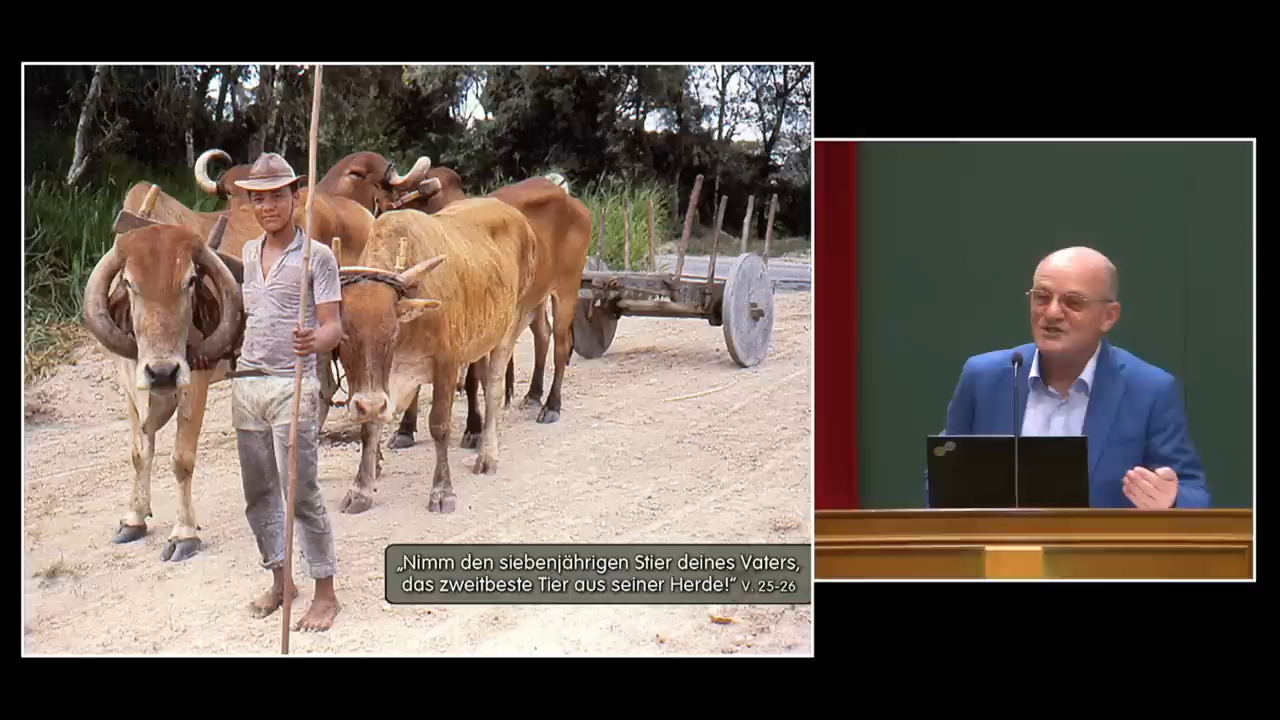 „Nimm den siebenjährigen Stier deines Vaters,
das zweitbeste Tier aus seiner Herde!“ V. 25-26